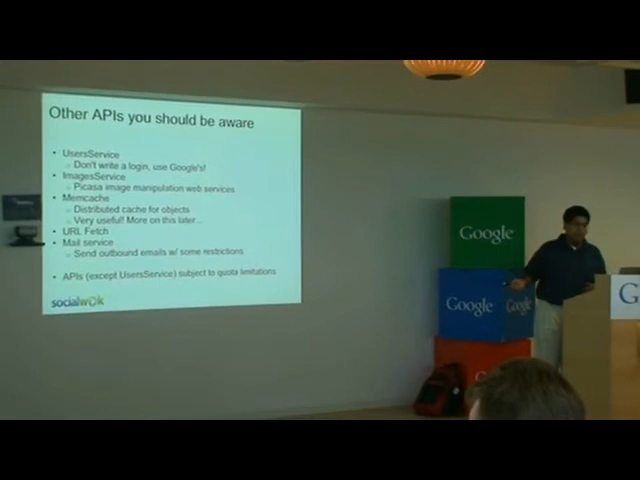 Other APIs you should be aware
• UsersService
○ Don't write a login, use Google's!
• ImagesService
○ Picasa image manipulation web services
• Memcache
○ Distributed cache for objects
○ Very useful! More on this later...
• URL Fetch
• Mail service
○ Send outbound emails w/ some restrictions
• APIs (except UsersService) subject to quota limitations
socialwok
Google
Google
Google
G